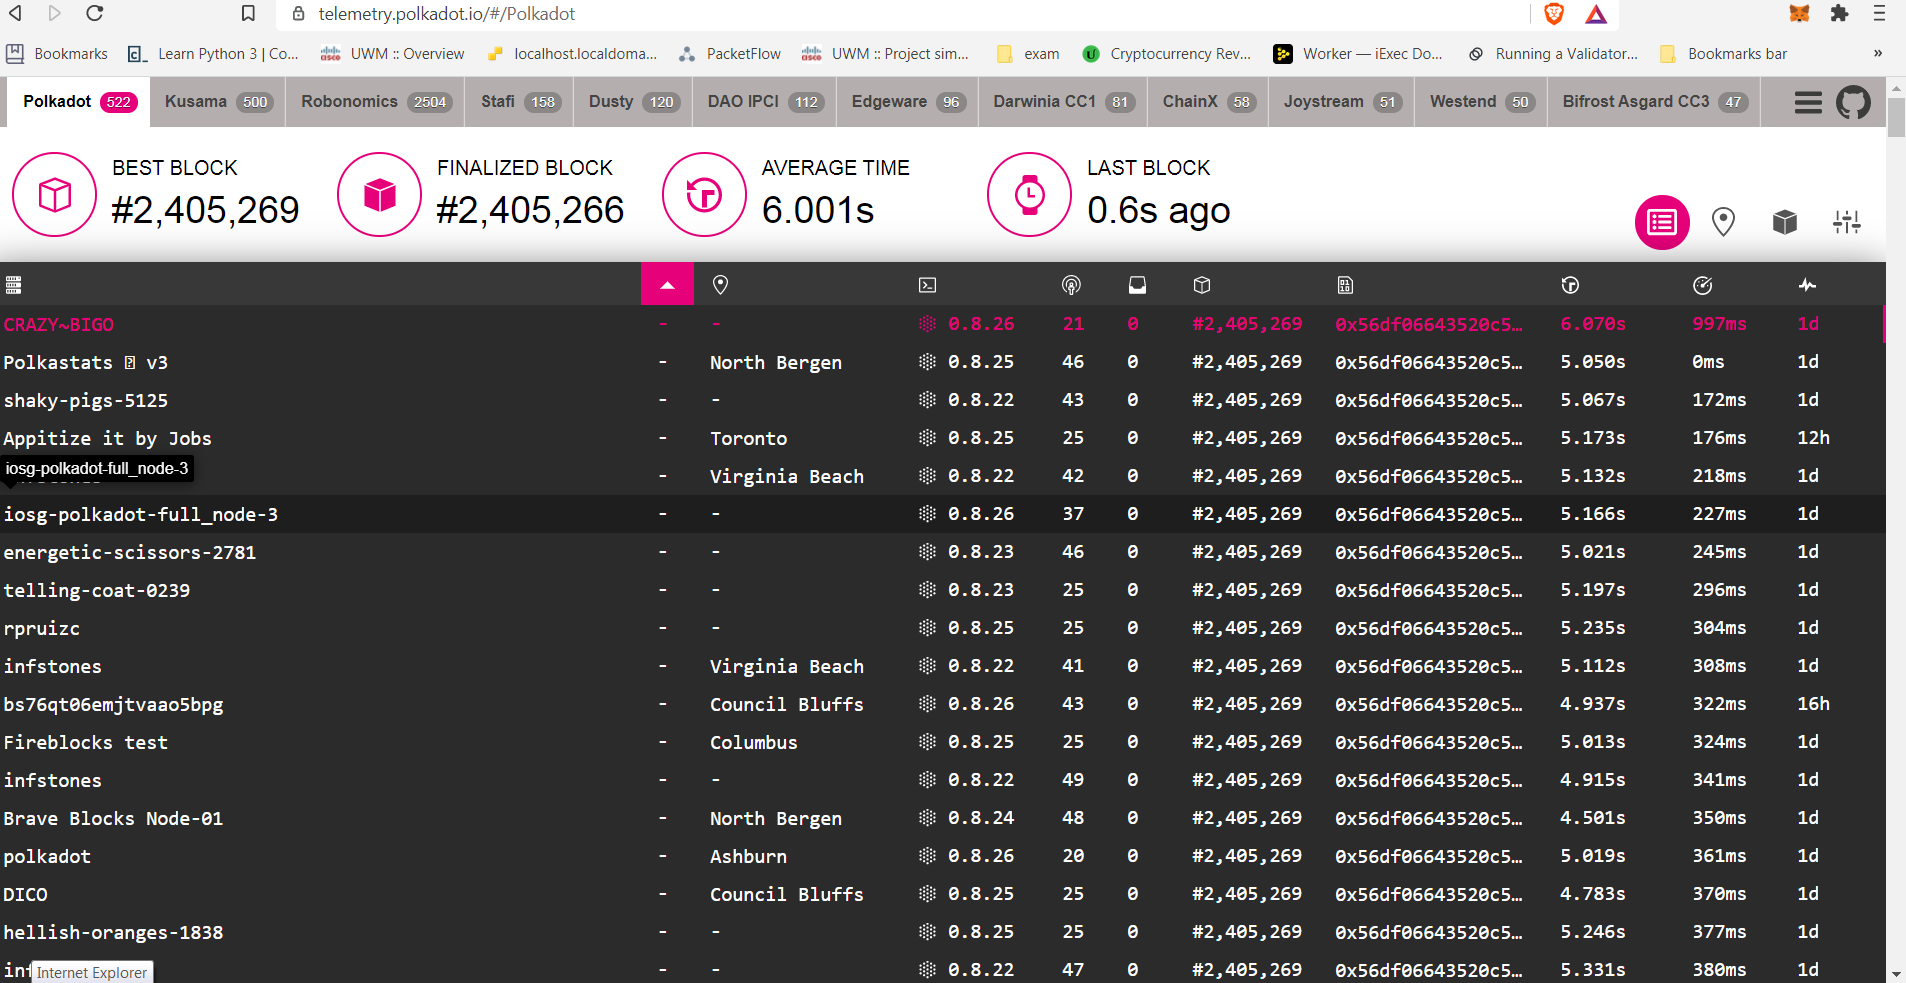 telemetry.polkadot.io/#/Polkadot
Bookmarks Learn Python 3 | Co... UWM :: Overview localhost.localdoma... PacketFlow UWM :: Project sim... exam Cryptocurrency Rev... Worker — iExec Do... Running a Validator... Bookmarks bar »
Polkadot 522 Kusama 500 Robonomics 2504 Stafi 158 Dusty 120 DAO IPCI 112 Edgeware 96 Darwinia CC1 81 ChainX 58 Joystream 51 Westend 50 Bifrost Asgard CC3 47
BEST BLOCK FINALIZED BLOCK AVERAGE TIME LAST BLOCK
#2,405,269 #2,405,266 6.001s 0.6s ago
CRAZY~BIGO - - 0.8.26 21 0 #2,405,269 0x56df06643520c5… 6.070s 997ms 1d
Polkastats v3 - North Bergen 0.8.25 46 0 #2,405,269 0x56df06643520c5… 5.050s 0ms 1d
shaky-pigs-5125 - - 0.8.22 43 0 #2,405,269 0x56df06643520c5… 5.067s 172ms 1d
Appitize it by Jobs - Toronto 0.8.25 25 0 #2,405,269 0x56df06643520c5… 5.173s 176ms 12h
iosg-polkadot-full_node-3
- Virginia Beach 0.8.22 42 0 #2,405,269 0x56df06643520c5… 5.132s 218ms 1d
iosg-polkadot-full_node-3 - - 0.8.26 37 0 #2,405,269 0x56df06643520c5… 5.166s 227ms 1d
energetic-scissors-2781 - - 0.8.23 46 0 #2,405,269 0x56df06643520c5… 5.021s 245ms 1d
telling-coat-0239 - - 0.8.23 25 0 #2,405,269 0x56df06643520c5… 5.197s 296ms 1d
rpruizc - - 0.8.25 25 0 #2,405,269 0x56df06643520c5… 5.235s 304ms 1d
infstones - Virginia Beach 0.8.22 41 0 #2,405,269 0x56df06643520c5… 5.112s 308ms 1d
bs76qt06emjtvaao5bpg - Council Bluffs 0.8.26 43 0 #2,405,269 0x56df06643520c5… 4.937s 322ms 16h
Fireblocks test - Columbus 0.8.25 25 0 #2,405,269 0x56df06643520c5… 5.013s 324ms 1d
infstones - - 0.8.22 49 0 #2,405,269 0x56df06643520c5… 4.915s 341ms 1d
Brave Blocks Node-01 - North Bergen 0.8.24 48 0 #2,405,269 0x56df06643520c5… 4.501s 350ms 1d
polkadot - Ashburn 0.8.26 20 0 #2,405,269 0x56df06643520c5… 5.019s 361ms 1d
DICO - Council Bluffs 0.8.25 25 0 #2,405,269 0x56df06643520c5… 4.783s 370ms 1d
hellish-oranges-1838 - - 0.8.25 25 0 #2,405,269 0x56df06643520c5… 5.246s 377ms 1d
- - 0.8.22 47 0 #2,405,269 0x56df06643520c5… 5.331s 380ms 1d
Internet Explorer